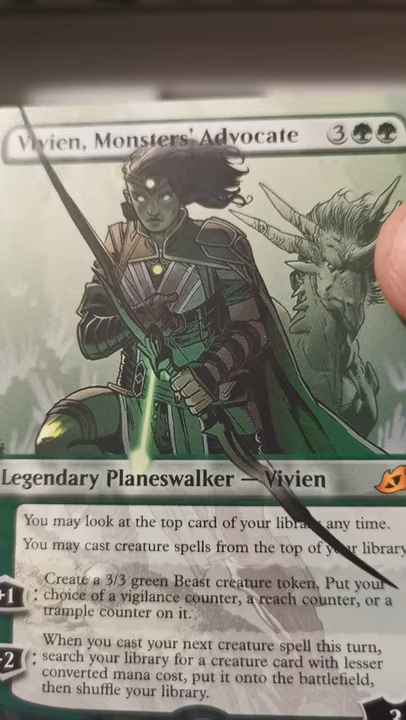 Vivien, Monsters' Advocate 3
Legendary Planeswalker — Vivien
You may look at the top card of your library any time.
You may cast creature spells from the top of your library
+1: Create a 3/3 green Beast creature token. Put your
choice of a vigilance counter, a reach counter, or a
trample counter on it.
When you cast your next creature spell this turn,
2: search your library for a creature card with lesser
converted mana cost, put it onto the battlefield,
then shuffle your library.
3